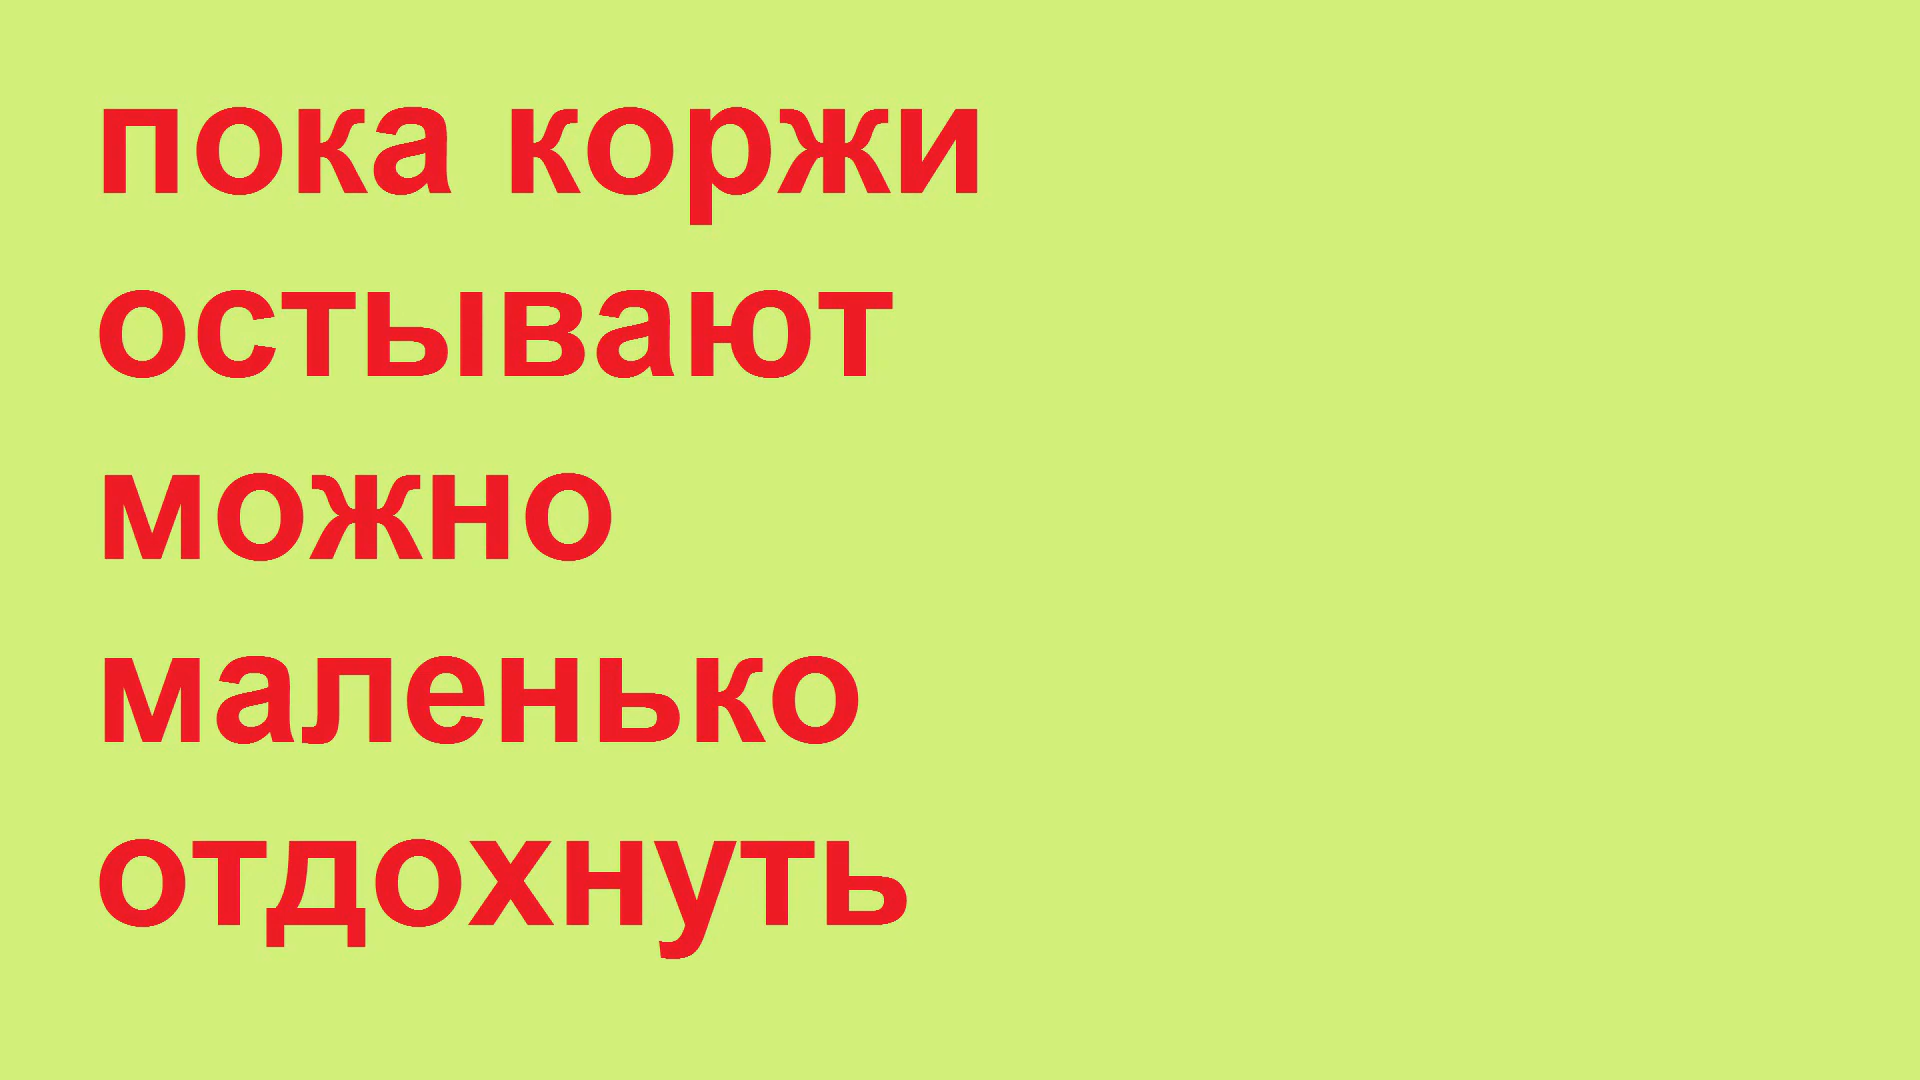 пока коржи
остывают
можно
маленько
отдохнуть